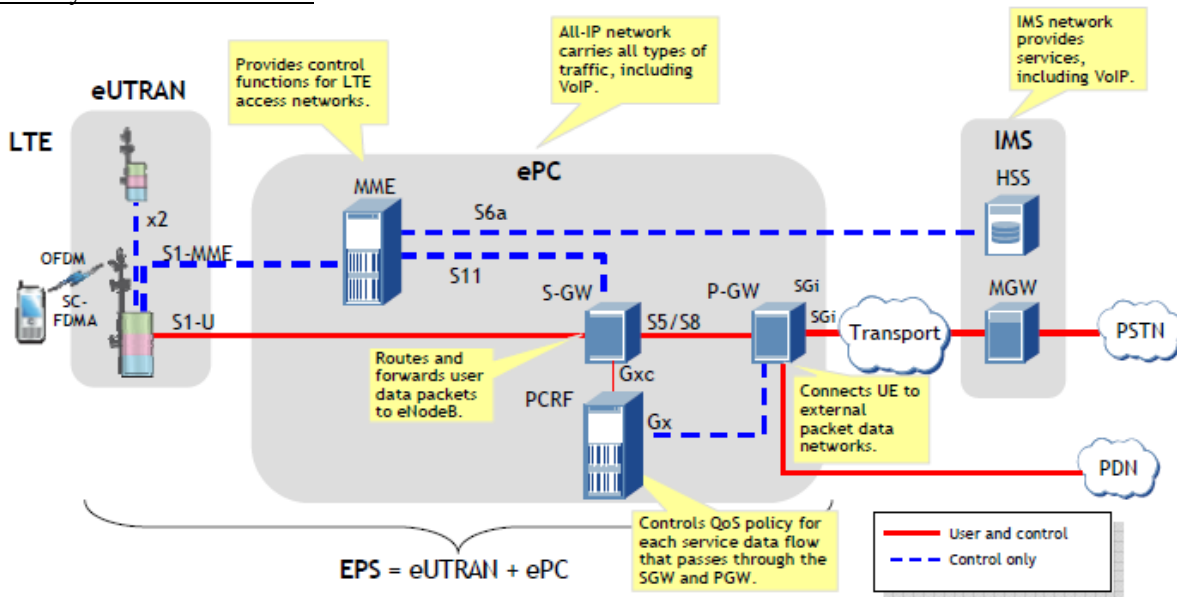 All-IP network
carries all types of
traffic, including
VoIP.
IMS network
provides
services,
including VoIP.
Provides control
functions for LTE
access networks.
eUTRAN
LTE
IMS
ePC
HSS
MME
S6a
x2
S1-MME
OFDM
S11
SC-
FDMA
S-GW
P-GW
SGi
MGW
S1-U
S5/S8
SGi
Transport
PSTN
Routes and
forwards user
data packets
to eNodeB.
Gxc
PCRF
Gx
Connects UE to
external
packet data
networks.
PDN
Controls QoS policy for
each service data flow
that passes through the
SGW and PGW.
User and control
Control only
EPS = eUTRAN + ePC